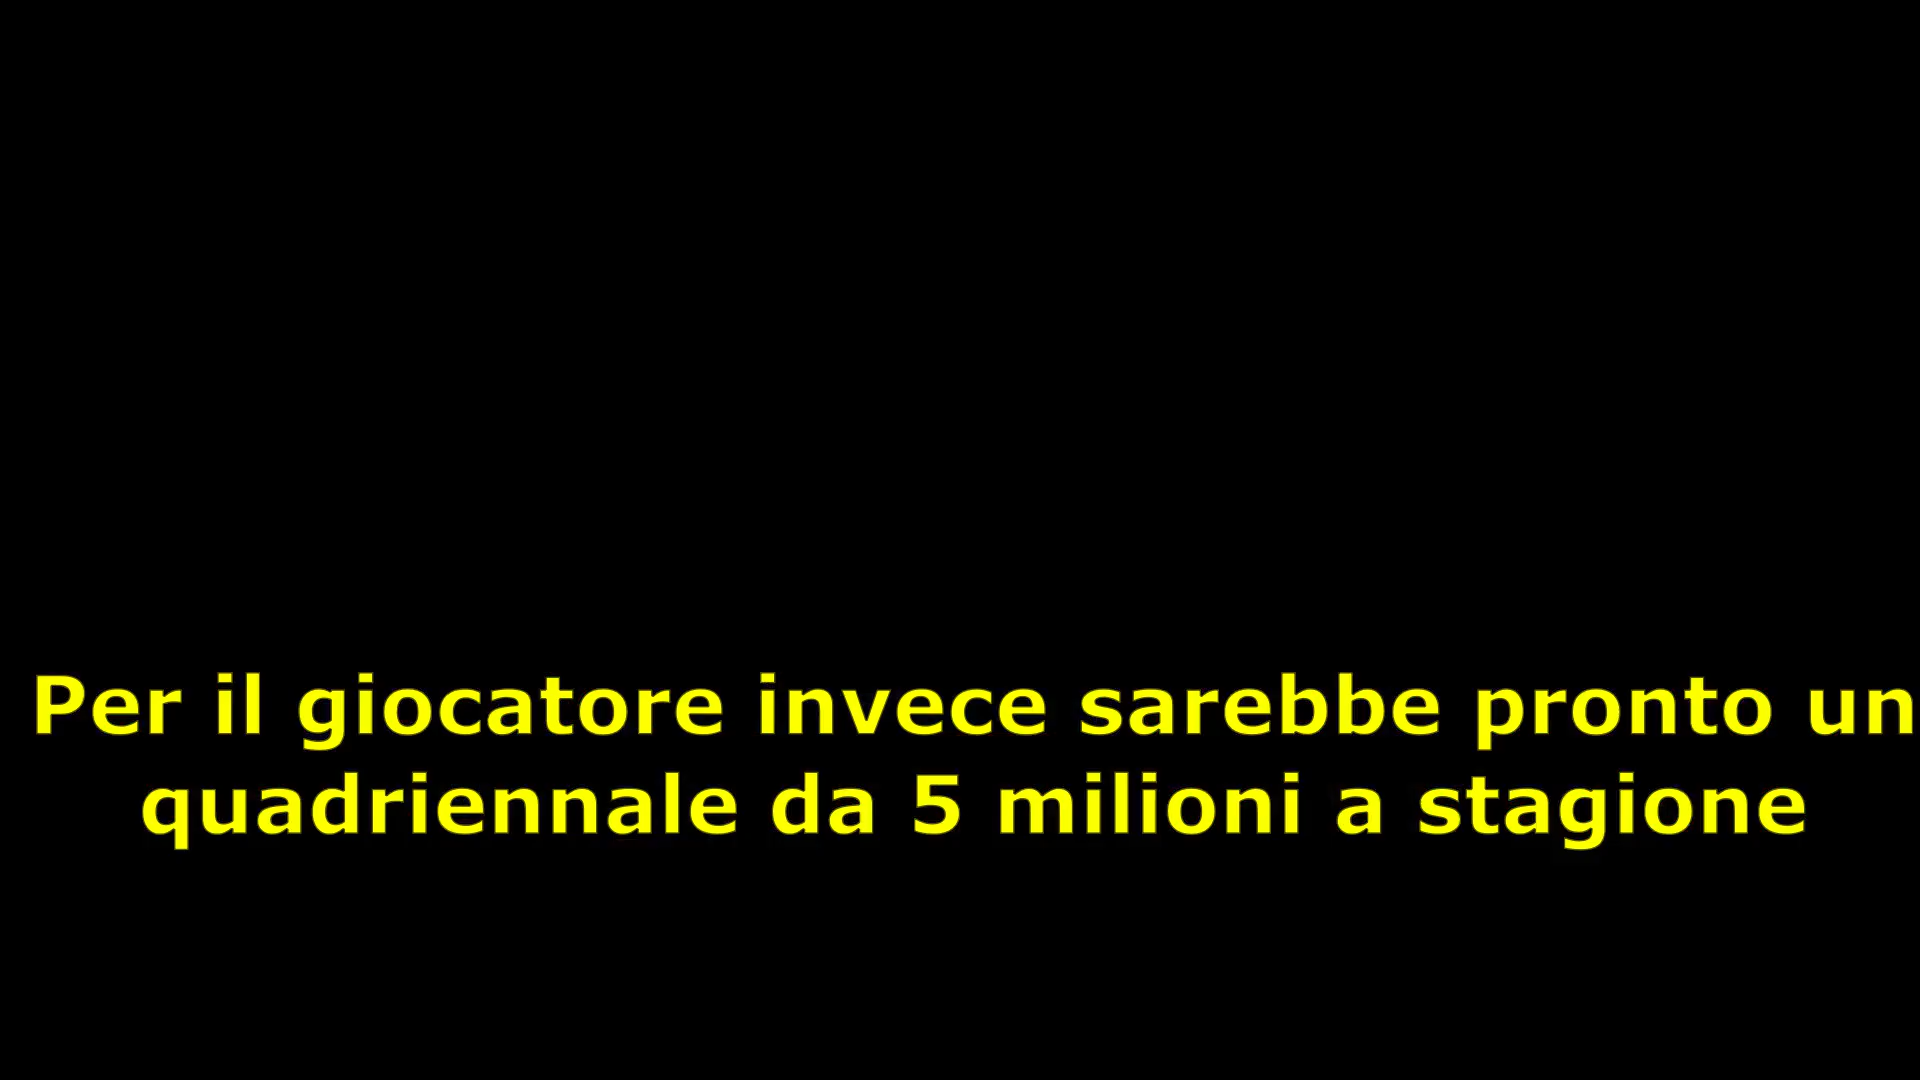 Per il giocatore invece sarebbe pronto un
quadriennale da 5 milioni a stagione